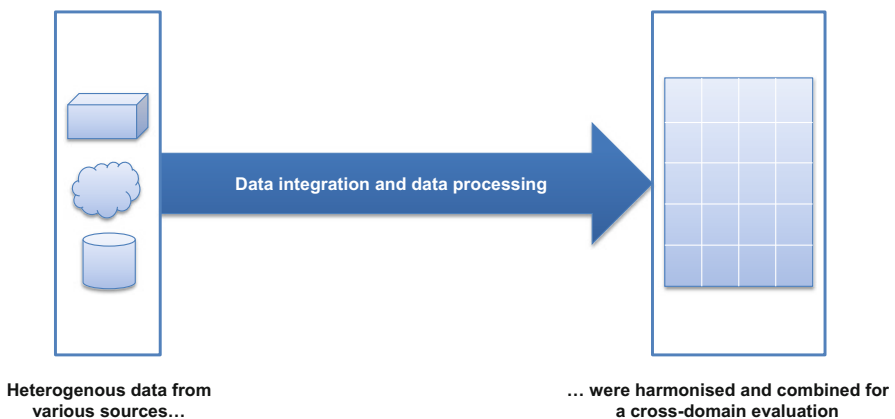 Data integration and data processing
Heterogenous data from
various sources…
… were harmonised and combined for
a cross-domain evaluation